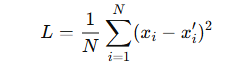 L = \frac{1}{N} \sum_{i=1}^{N} (x_i - x_i')^2